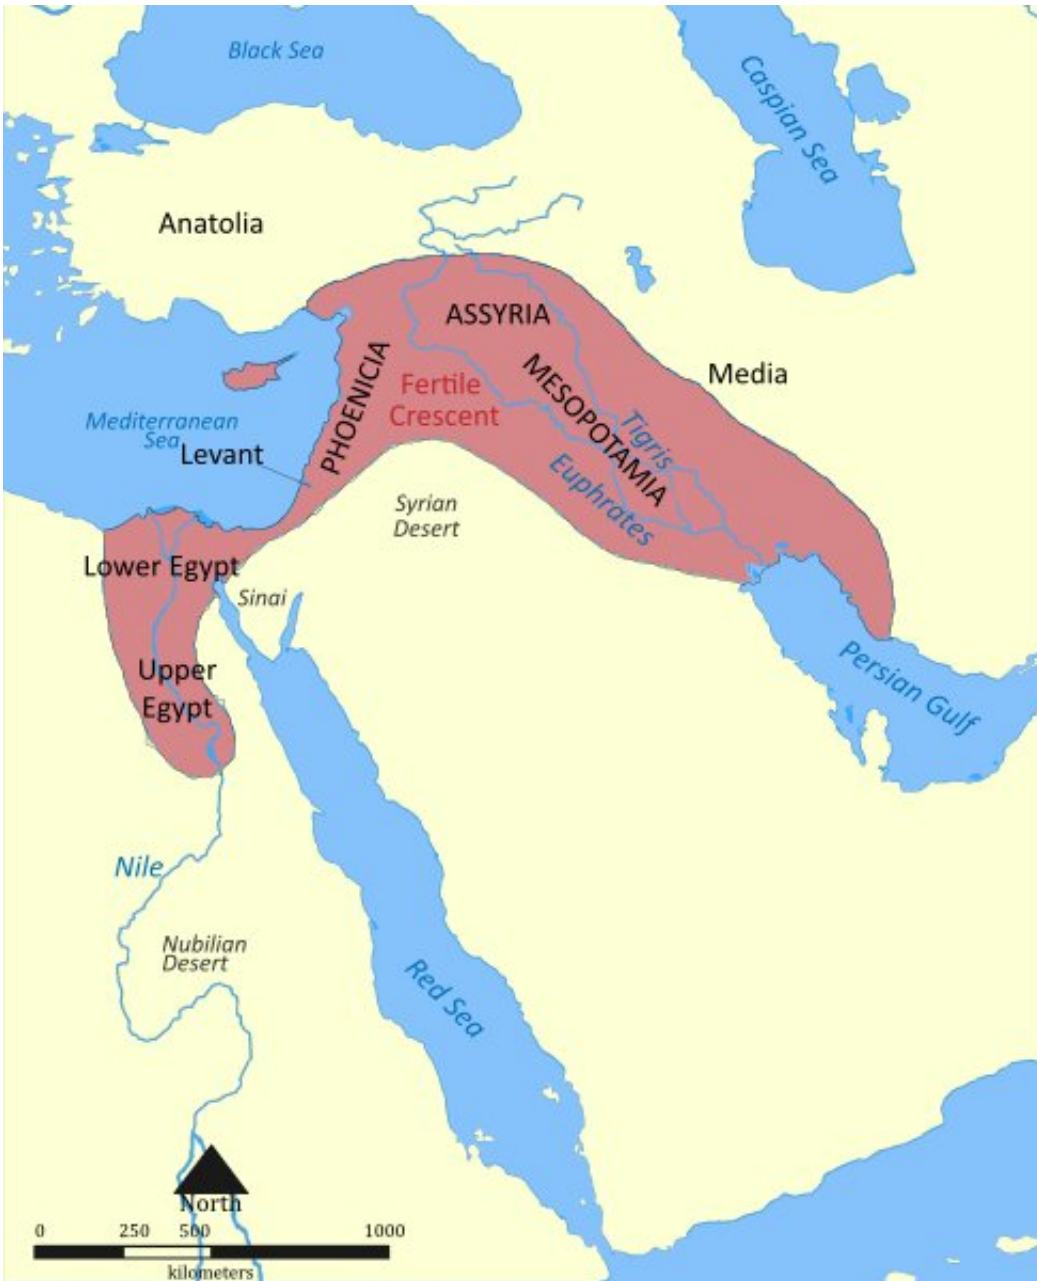 Black Sea
Caspian Sea
Anatolia
ASSYRIA
PHOENICIA
Fertile
Crescent
MESOPOTAMIA
Media
Mediterranean
Sea
Levant
Tigris
Euphrates
Syrian
Desert
Lower Egypt
Sinai
Upper
Egypt
Persian Gulf
Nile
Nubilian
Desert
Red Sea
North
0 250 500 1000
kilometers